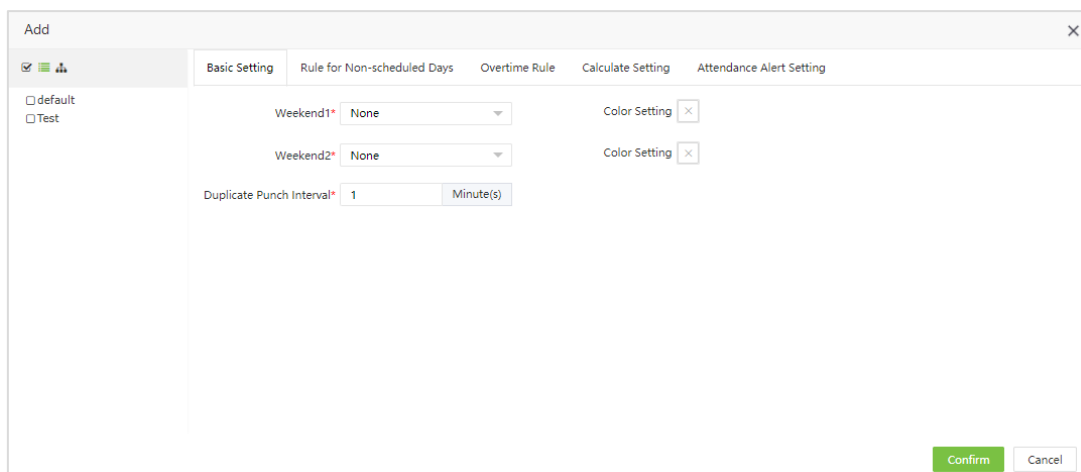 Add
Basic Setting Rule for Non-scheduled Days Overtime Rule Calculate Setting Attendance Alert Setting
default
Test
Weekend1* None Color Setting
Weekend2* None Color Setting
Duplicate Punch Interval* 1 Minute(s)
Confirm Cancel